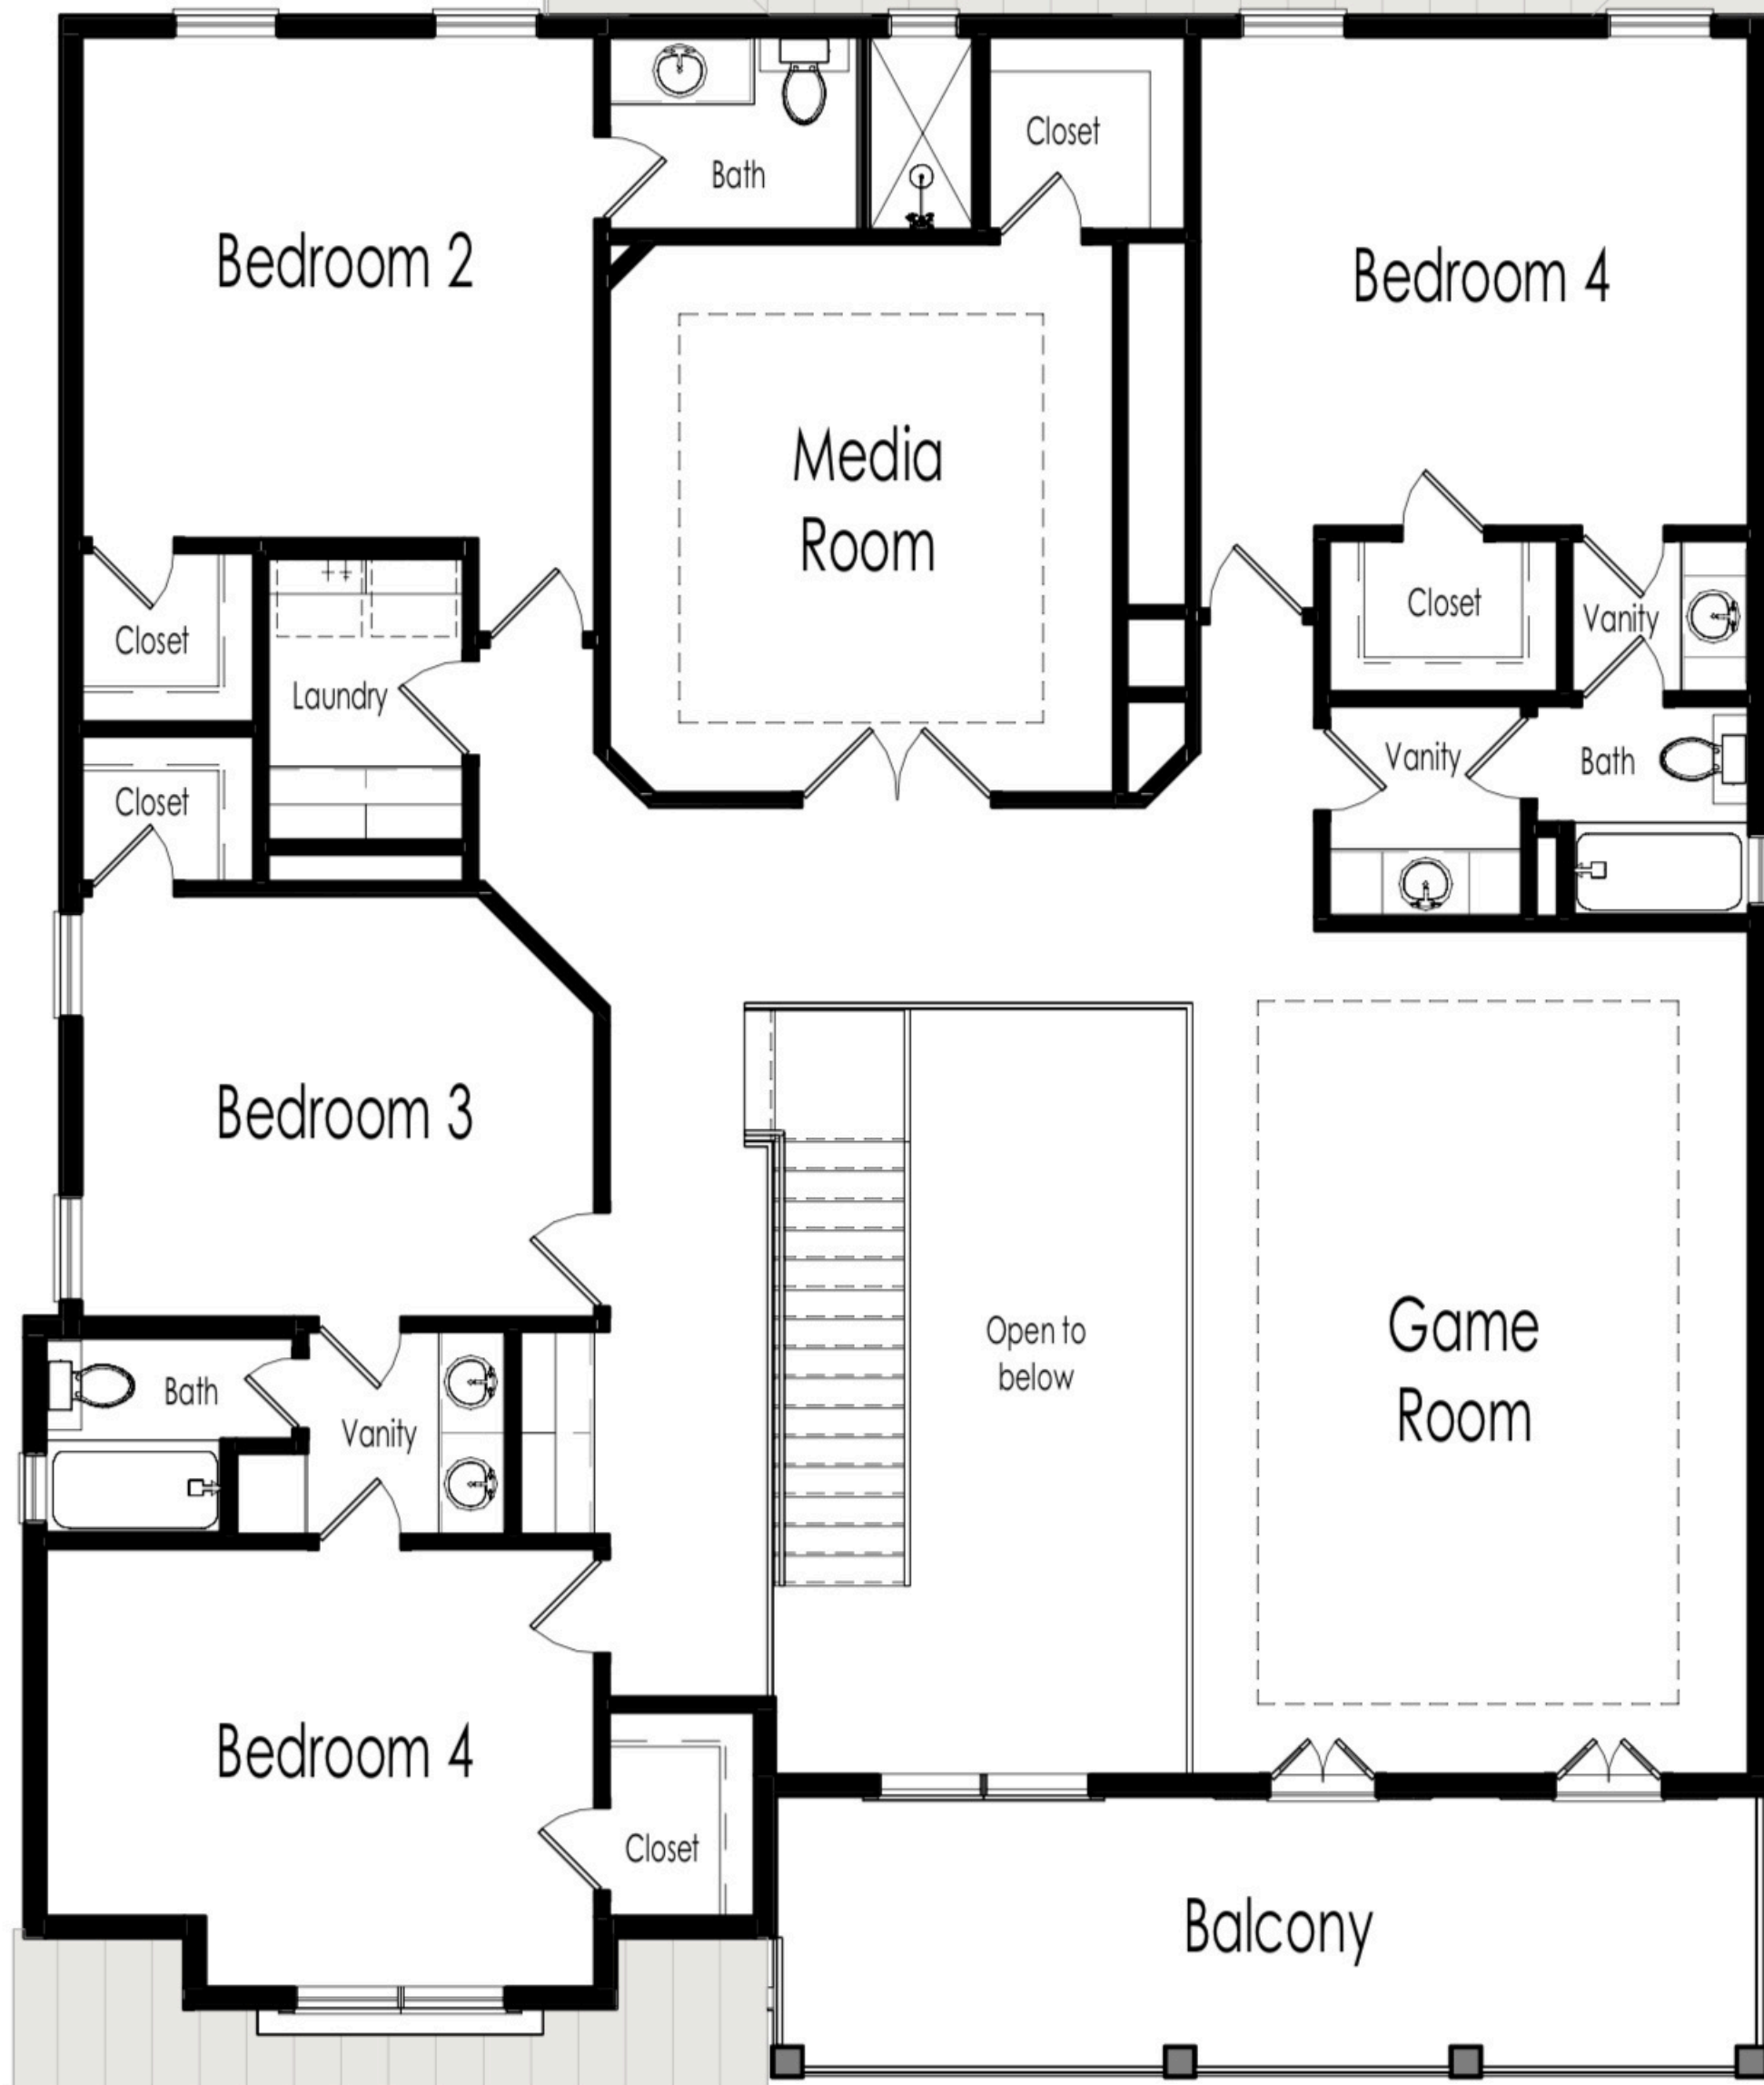 Closet
Bath
Bedroom 2
Bedroom 4
Media
Room
Closet
Vanity
Closet
Laundry
Vanity
Bath
Closet
Bedroom 3
Open to
below
Game
Room
Bath
Vanity
Bedroom 4
Closet
Balcony